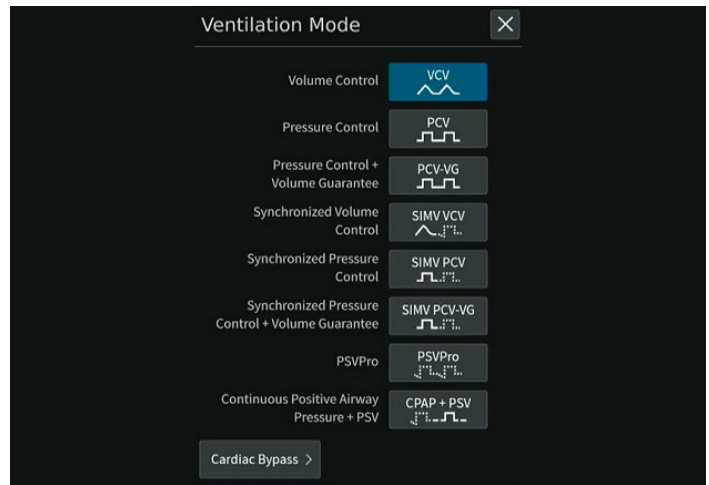 Ventilation Mode
Volume Control VCV
Pressure Control PCV
Pressure Control +
Volume Guarantee PCV-VG
Synchronized Volume
Control SIMV VCV
Synchronized Pressure
Control SIMV PCV
Synchronized Pressure
Control + Volume Guarantee SIMV PCV-VG
PSVPro PSVPro
Continuous Positive Airway
Pressure + PSV CPAP + PSV
Cardiac Bypass >